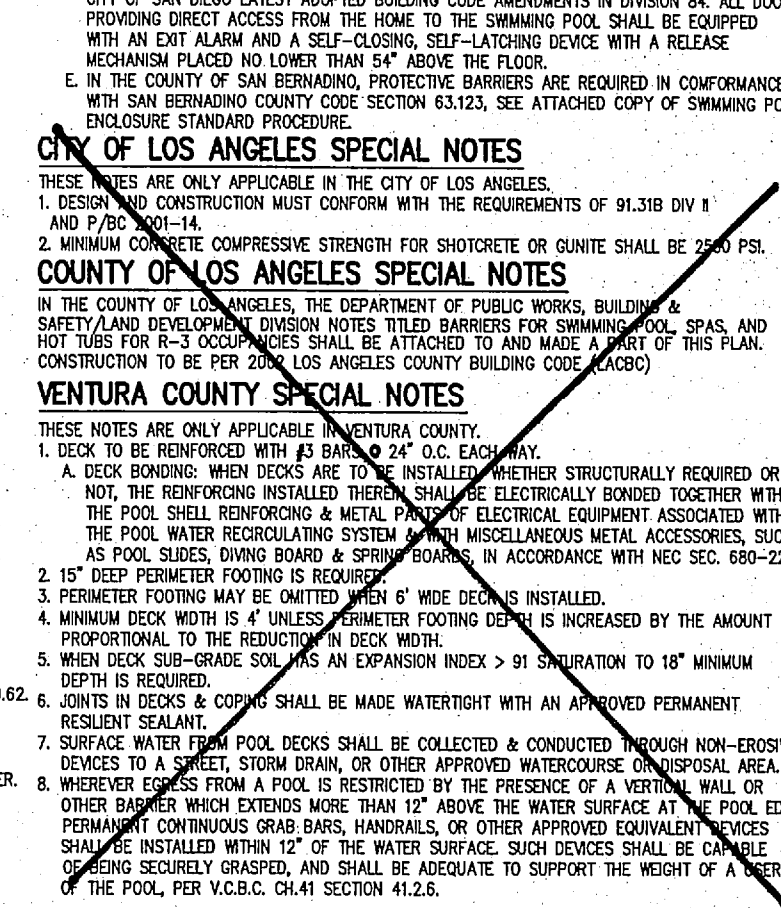 CITY OF SAN DIEGO LATEST ADOPTED BUILDING CODE AMENDMENTS IN DIVISION 84. ALL
PROVIDING DIRECT ACCESS FROM THE HOME TO THE SWIMMING POOL SHALL BE EQUIPPED
WITH AN EXIT ALARM AND A SELF-CLOSING, SELF-LATCHING DEVICE WITH A RELEASE
MECHANISM PLACED NO LOWER THAN 54" ABOVE THE FLOOR.
E. IN THE COUNTY OF SAN BERNADINO, PROTECTIVE BARRIERS ARE REQUIRED IN COMFORMANCE
WITH SAN BERNADINO COUNTY CODE SECTION 63.123, SEE ATTACHED COPY OF SWIMMING PO
ENCLOSURE STANDARD PROCEDURE.
CITY OF LOS ANGELES SPECIAL NOTES
THESE NOTES ARE ONLY APPLICABLE IN THE CITY OF LOS ANGELES.
1. DESIGN AND CONSTRUCTION MUST CONFORM WITH THE REQUIREMENTS OF 91.31B DIV II
AND P/BC 2001-14.
2. MINIMUM CONCRETE COMPRESSIVE STRENGTH FOR SHOTCRETE OR GUNITE SHALL BE 2500 PSI.
COUNTY OF LOS ANGELES SPECIAL NOTES
IN THE COUNTY OF LOS ANGELES, THE DEPARTMENT OF PUBLIC WORKS, BUILDING &
SAFETY/LAND DEVELOPMENT DIVISION NOTES TITLED BARRIERS FOR SWIMMING POOL, SPAS, AND
HOT TUBS FOR R-3 OCCUPANCIES SHALL BE ATTACHED TO AND MADE A PART OF THIS PLAN.
CONSTRUCTION TO BE PER 2002 LOS ANGELES COUNTY BUILDING CODE (LACBC)
VENTURA COUNTY SPECIAL NOTES
THESE NOTES ARE ONLY APPLICABLE IN VENTURA COUNTY.
1. DECK TO BE REINFORCED WITH #3 BARS @ 24" O.C. EACH WAY.
A. DECK BONDING: WHEN DECKS ARE TO BE INSTALLED, WHETHER STRUCTURALLY REQUIRED OR
NOT, THE REINFORCING INSTALLED THEREIN SHALL BE ELECTRICALLY BONDED TOGETHER WITH
THE POOL SHELL REINFORCING & METAL PARTS OF ELECTRICAL EQUIPMENT ASSOCIATED WITH
THE POOL WATER RECIRCULATING SYSTEM & WITH MISCELLANEOUS METAL ACCESSORIES, SUC
AS POOL SLIDES, DIVING BOARD & SPRING BOARDS, IN ACCORDANCE WITH NEC SEC. 680-22
2. 15" DEEP PERIMETER FOOTING IS REQUIRED.
3. PERIMETER FOOTING MAY BE OMITTED WHEN 6' WIDE DECK IS INSTALLED.
4. MINIMUM DECK WIDTH IS 4' UNLESS PERIMETER FOOTING DEPTH IS INCREASED BY THE AMOUNT
PROPORTIONAL TO THE REDUCTION IN DECK WIDTH.
5. WHEN DECK SUB-GRADE SOIL HAS AN EXPANSION INDEX > 91 SATURATION TO 18" MINIMUM
DEPTH IS REQUIRED.
.62. 6. JOINTS IN DECKS & COPING SHALL BE MADE WATERTIGHT WITH AN APPROVED PERMANENT
RESILIENT SEALANT.
7. SURFACE WATER FROM POOL DECKS SHALL BE COLLECTED & CONDUCTED THROUGH NON-EROSI
DEVICES TO A STREET, STORM DRAIN, OR OTHER APPROVED WATERCOURSE OR DISPOSAL AREA.
ER. 8. WHEREVER EGRESS FROM A POOL IS RESTRICTED BY THE PRESENCE OF A VERTICAL WALL OR
OTHER BARRIER WHICH EXTENDS MORE THAN 12" ABOVE THE WATER SURFACE AT THE POOL ED
PERMANENT CONTINUOUS GRAB BARS, HANDRAILS, OR OTHER APPROVED EQUIVALENT DEVICES
SHALL BE INSTALLED WITHIN 12" OF THE WATER SURFACE. SUCH DEVICES SHALL BE CAPABLE
OF BEING SECURELY GRASPED, AND SHALL BE ADEQUATE TO SUPPORT THE WEIGHT OF A USER
OF THE POOL, PER V.C.B.C. CH.41 SECTION 41.2.6.